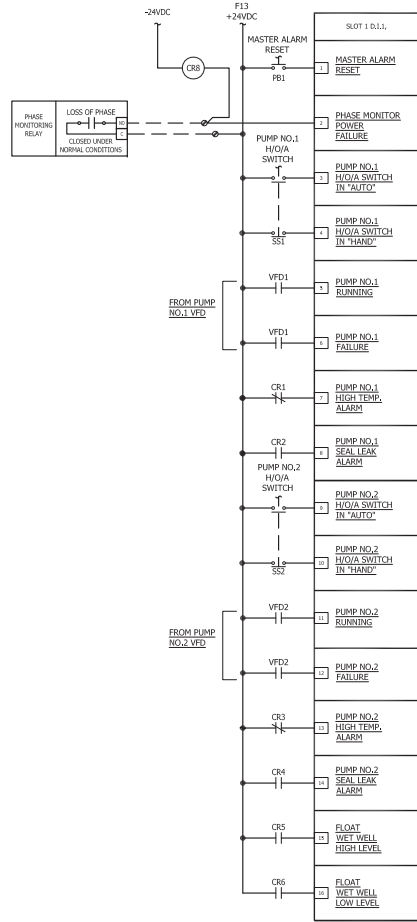 -24VDC
F13
+24VDC
SLOT 1 D.I.1,
MASTER ALARM
RESET
CR8
PB1
1
MASTER ALARM
RESET
PHASE
MONITORING
RELAY
LOSS OF PHASE
NO
C
CLOSED UNDER
NORMAL CONDITIONS
2
PHASE MONITOR
POWER
FAILURE
PUMP NO.1
H/O/A
SWITCH
3
PUMP NO.1
H/O/A SWITCH
IN "AUTO"
SS1
4
PUMP NO.1
H/O/A SWITCH
IN "HAND"
FROM PUMP
NO.1 VFD
VFD1
5
PUMP NO.1
RUNNING
VFD1
6
PUMP NO.1
FAILURE
CR1
7
PUMP NO.1
HIGH TEMP.
ALARM
CR2
8
PUMP NO.1
SEAL LEAK
ALARM
PUMP NO.2
H/O/A
SWITCH
9
PUMP NO.2
H/O/A SWITCH
IN "AUTO"
SS2
10
PUMP NO.2
H/O/A SWITCH
IN "HAND"
FROM PUMP
NO.2 VFD
VFD2
11
PUMP NO.2
RUNNING
VFD2
12
PUMP NO.2
FAILURE
CR3
13
PUMP NO.2
HIGH TEMP.
ALARM
CR4
14
PUMP NO.2
SEAL LEAK
ALARM
CR5
15
FLOAT
WET WELL
HIGH LEVEL
CR6
16
FLOAT
WET WELL
LOW LEVEL